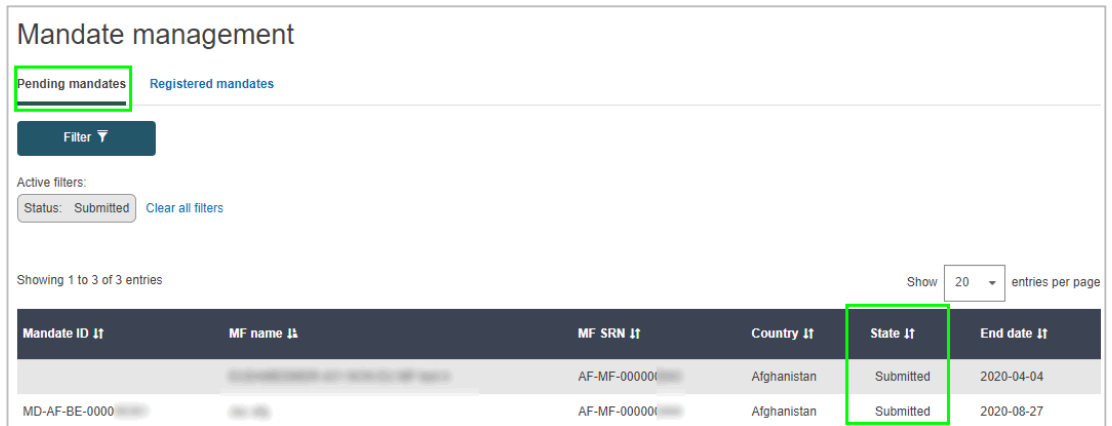 Mandate management
Pending mandates Registered mandates
Filter
Active filters:
Status: Submitted Clear all filters
Showing 1 to 3 of 3 entries Show 20 entries per page
Mandate ID MF name MF SRN Country State End date
AF-MF-000000 Afghanistan Submitted 2020-04-04
MD-AF-BE-0000 AF-MF-000000 Afghanistan Submitted 2020-08-27